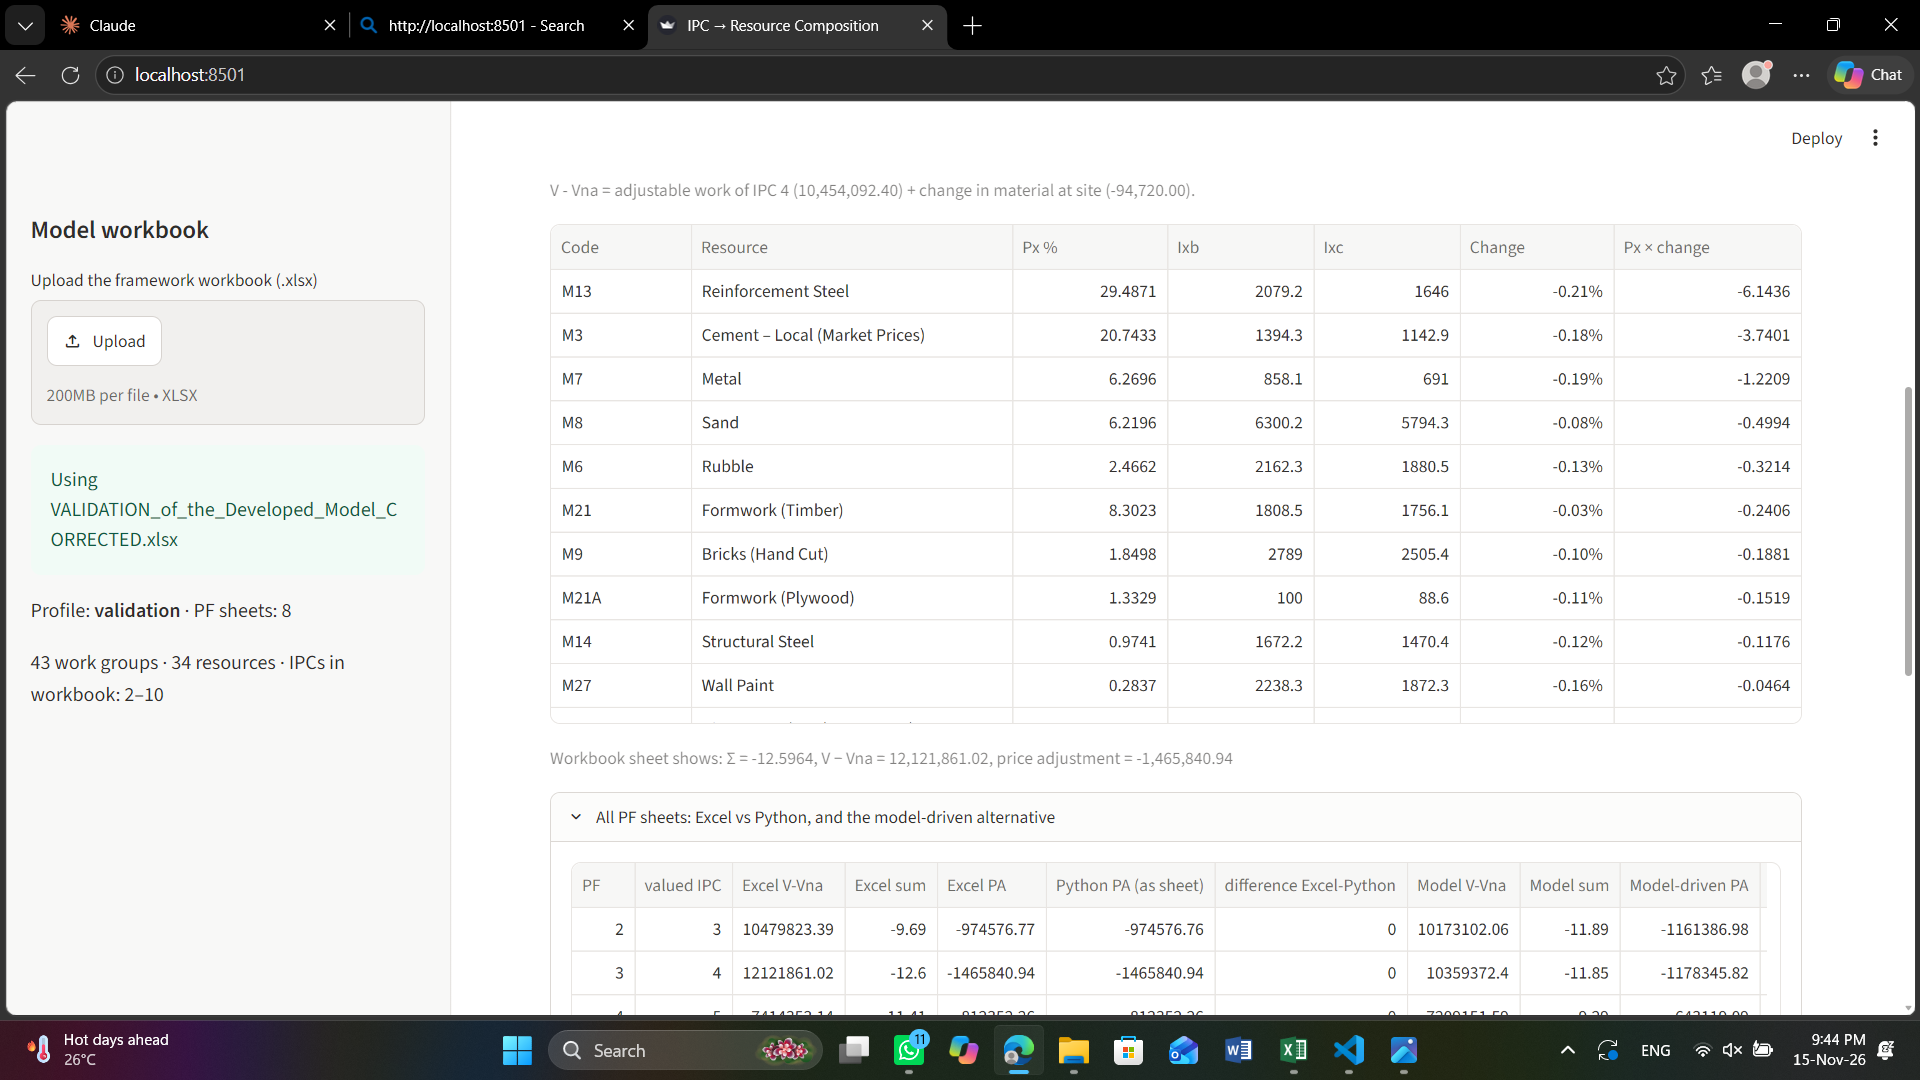 Claude
http://localhost:8501 - Search
IPC → Resource Composition
localhost:8501
Chat
Deploy
Model workbook
Upload the framework workbook (.xlsx)
Upload
200MB per file • XLSX
Using
VALIDATION_of_the_Developed_Model_C
ORRECTED.xlsx
Profile: validation · PF sheets: 8
43 work groups · 34 resources · IPCs in
workbook: 2–10
V - Vna = adjustable work of IPC 4 (10,454,092.40) + change in material at site (-94,720.00).
Code Resource Px % Ixb Ixc Change Px × change
M13 Reinforcement Steel 29.4871 2079.2 1646 -0.21% -6.1436
M3 Cement – Local (Market Prices) 20.7433 1394.3 1142.9 -0.18% -3.7401
M7 Metal 6.2696 858.1 691 -0.19% -1.2209
M8 Sand 6.2196 6300.2 5794.3 -0.08% -0.4994
M6 Rubble 2.4662 2162.3 1880.5 -0.13% -0.3214
M21 Formwork (Timber) 8.3023 1808.5 1756.1 -0.03% -0.2406
M9 Bricks (Hand Cut) 1.8498 2789 2505.4 -0.10% -0.1881
M21A Formwork (Plywood) 1.3329 100 88.6 -0.11% -0.1519
M14 Structural Steel 0.9741 1672.2 1470.4 -0.12% -0.1176
M27 Wall Paint 0.2837 2238.3 1872.3 -0.16% -0.0464
Workbook sheet shows: Σ = -12.5964, V − Vna = 12,121,861.02, price adjustment = -1,465,840.94
All PF sheets: Excel vs Python, and the model-driven alternative
PF valued IPC Excel V-Vna Excel sum Excel PA Python PA (as sheet) difference Excel-Python Model V-Vna Model sum Model-driven PA
2 3 10479823.39 -9.69 -974576.77 -974576.76 0 10173102.06 -11.89 -1161386.98
3 4 12121861.02 -12.6 -1465840.94 -1465840.94 0 10359372.4 -11.85 -1178345.82
Hot days ahead
26°C
Search
11
ENG
9:44 PM
15-Nov-26